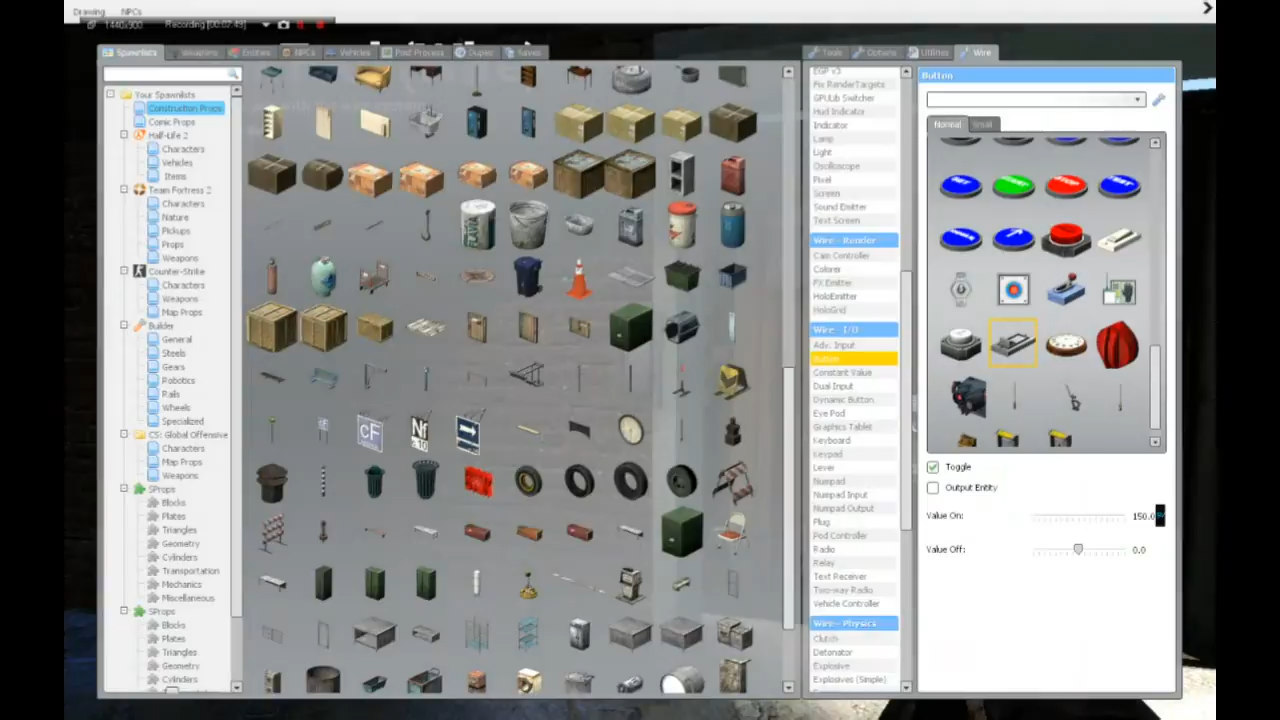 Drawing NPCs
1440x900 Recording [00:07:49]
Spawnlists Weapons Entities NPCs Vehicles Post Process Dupes Saves
Your Spawnlists
Construction Props
Comic Props
Half-Life 2
Characters
Vehicles
Items
Team Fortress 2
Characters
Nature
Pickups
Props
Weapons
Counter-Strike
Characters
Weapons
Map Props
Builder
General
Steels
Gears
Robotics
Rails
Wheels
Specialized
CS: Global Offensive
Characters
Map Props
Weapons
SProps
Blocks
Plates
Triangles
Geometry
Cylinders
Transportation
Mechanics
Miscellaneous
SProps
Blocks
Plates
Triangles
Geometry
Cylinders
cF
Nf
Tools Options Utilities Wire
EGP v3
Fix RenderTargets
GPULib Switcher
Hud Indicator
Indicator
Lamp
Light
Oscilloscope
Pixel
Screen
Sound Emitter
Text Screen
Wire - Render
Cam Controller
Colorer
FX Emitter
HoloEmitter
HoloGrid
Wire - I/O
Adv. Input
Button
Constant Value
Dual Input
Dynamic Button
Eye Pod
Graphics Tablet
Keyboard
Keypad
Lever
Numpad
Numpad Input
Numpad Output
Plug
Pod Controller
Radio
Relay
Text Receiver
Two-way Radio
Vehicle Controller
Wire - Physics
Clutch
Detonator
Explosive
Explosives (Simple)
Button
Normal Small
Toggle
Output Entity
Value On: 150.0
Value Off: 0.0